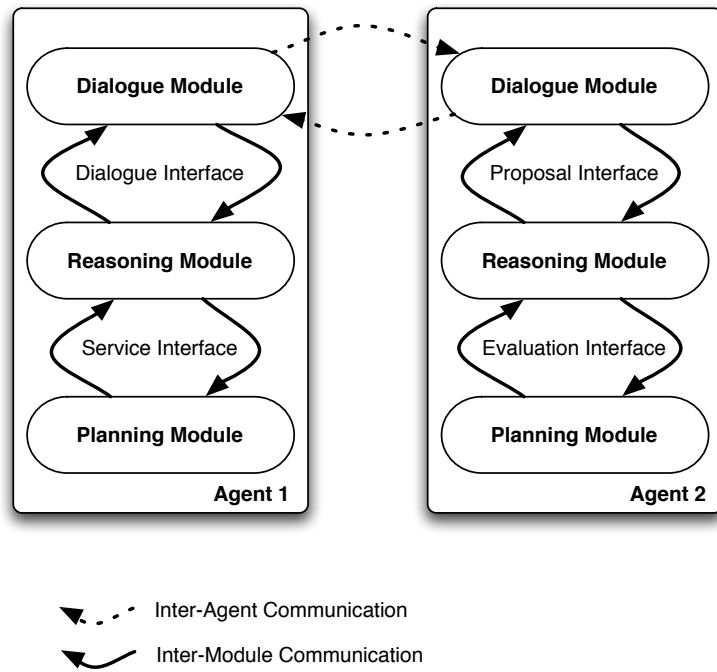 Dialogue Module
Dialogue Interface
Reasoning Module
Service Interface
Planning Module
Agent 1
Dialogue Module
Proposal Interface
Reasoning Module
Evaluation Interface
Planning Module
Agent 2
Inter-Agent Communication
Inter-Module Communication